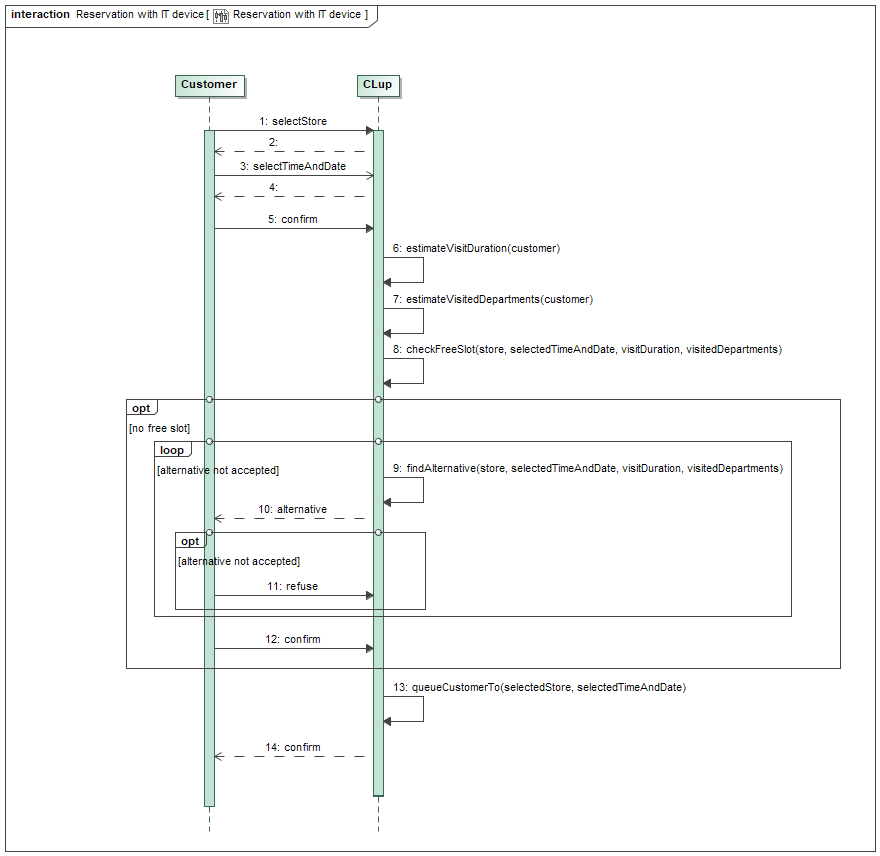 interaction Reservation with IT device [ Reservation with IT device ]
Customer
CLup
1: selectStore
2:
3: selectTimeAndDate
4:
5: confirm
6: estimateVisitDuration(customer)
7: estimateVisitedDepartments(customer)
8: checkFreeSlot(store, selectedTimeAndDate, visitDuration, visitedDepartments)
opt
[no free slot]
loop
[alternative not accepted]
9: findAlternative(store, selectedTimeAndDate, visitDuration, visitedDepartments)
10: alternative
opt
[alternative not accepted]
11: refuse
12: confirm
13: queueCustomerTo(selectedStore, selectedTimeAndDate)
14: confirm